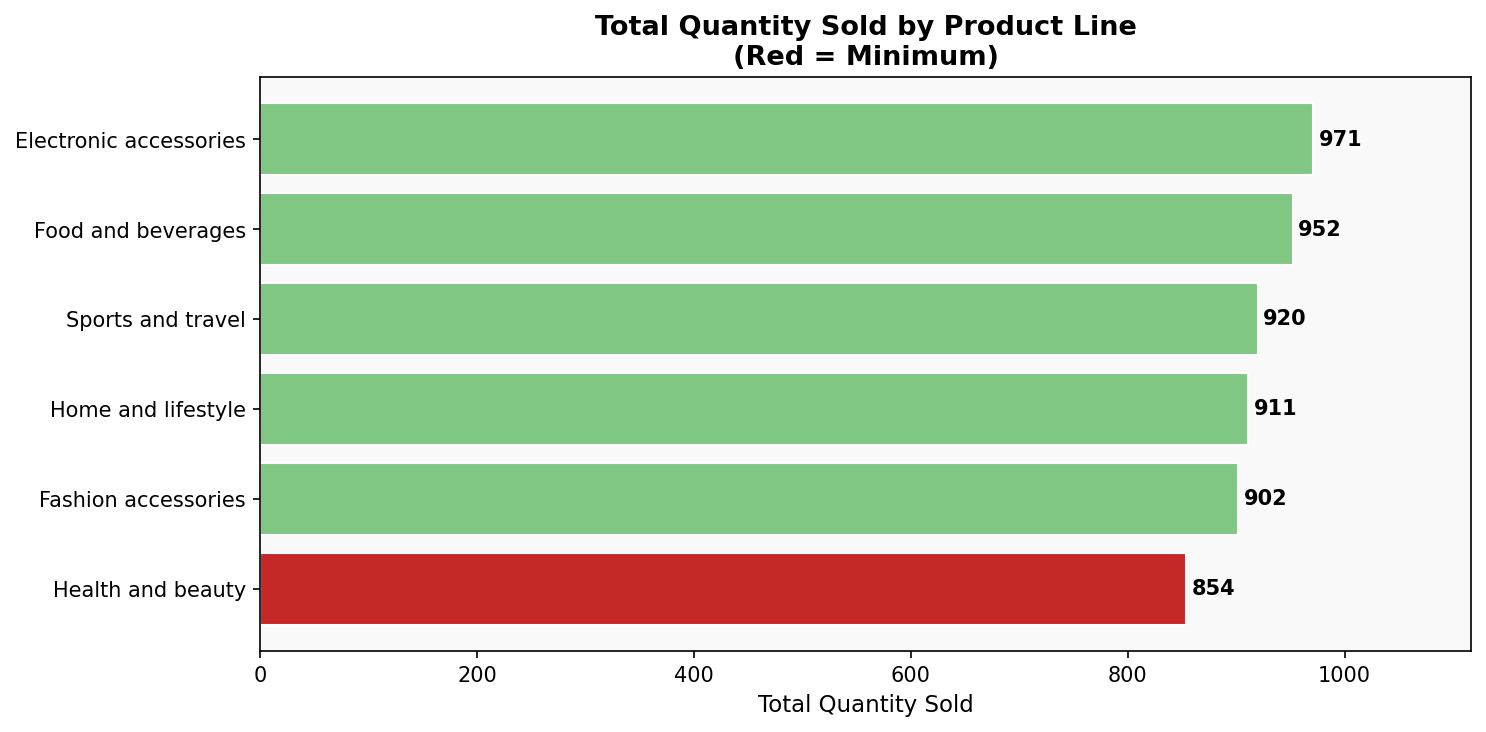 Total Quantity Sold by Product Line
(Red = Minimum)
Electronic accessories 971
Food and beverages 952
Sports and travel 920
Home and lifestyle 911
Fashion accessories 902
Health and beauty 854
0 200 400 600 800 1000
Total Quantity Sold